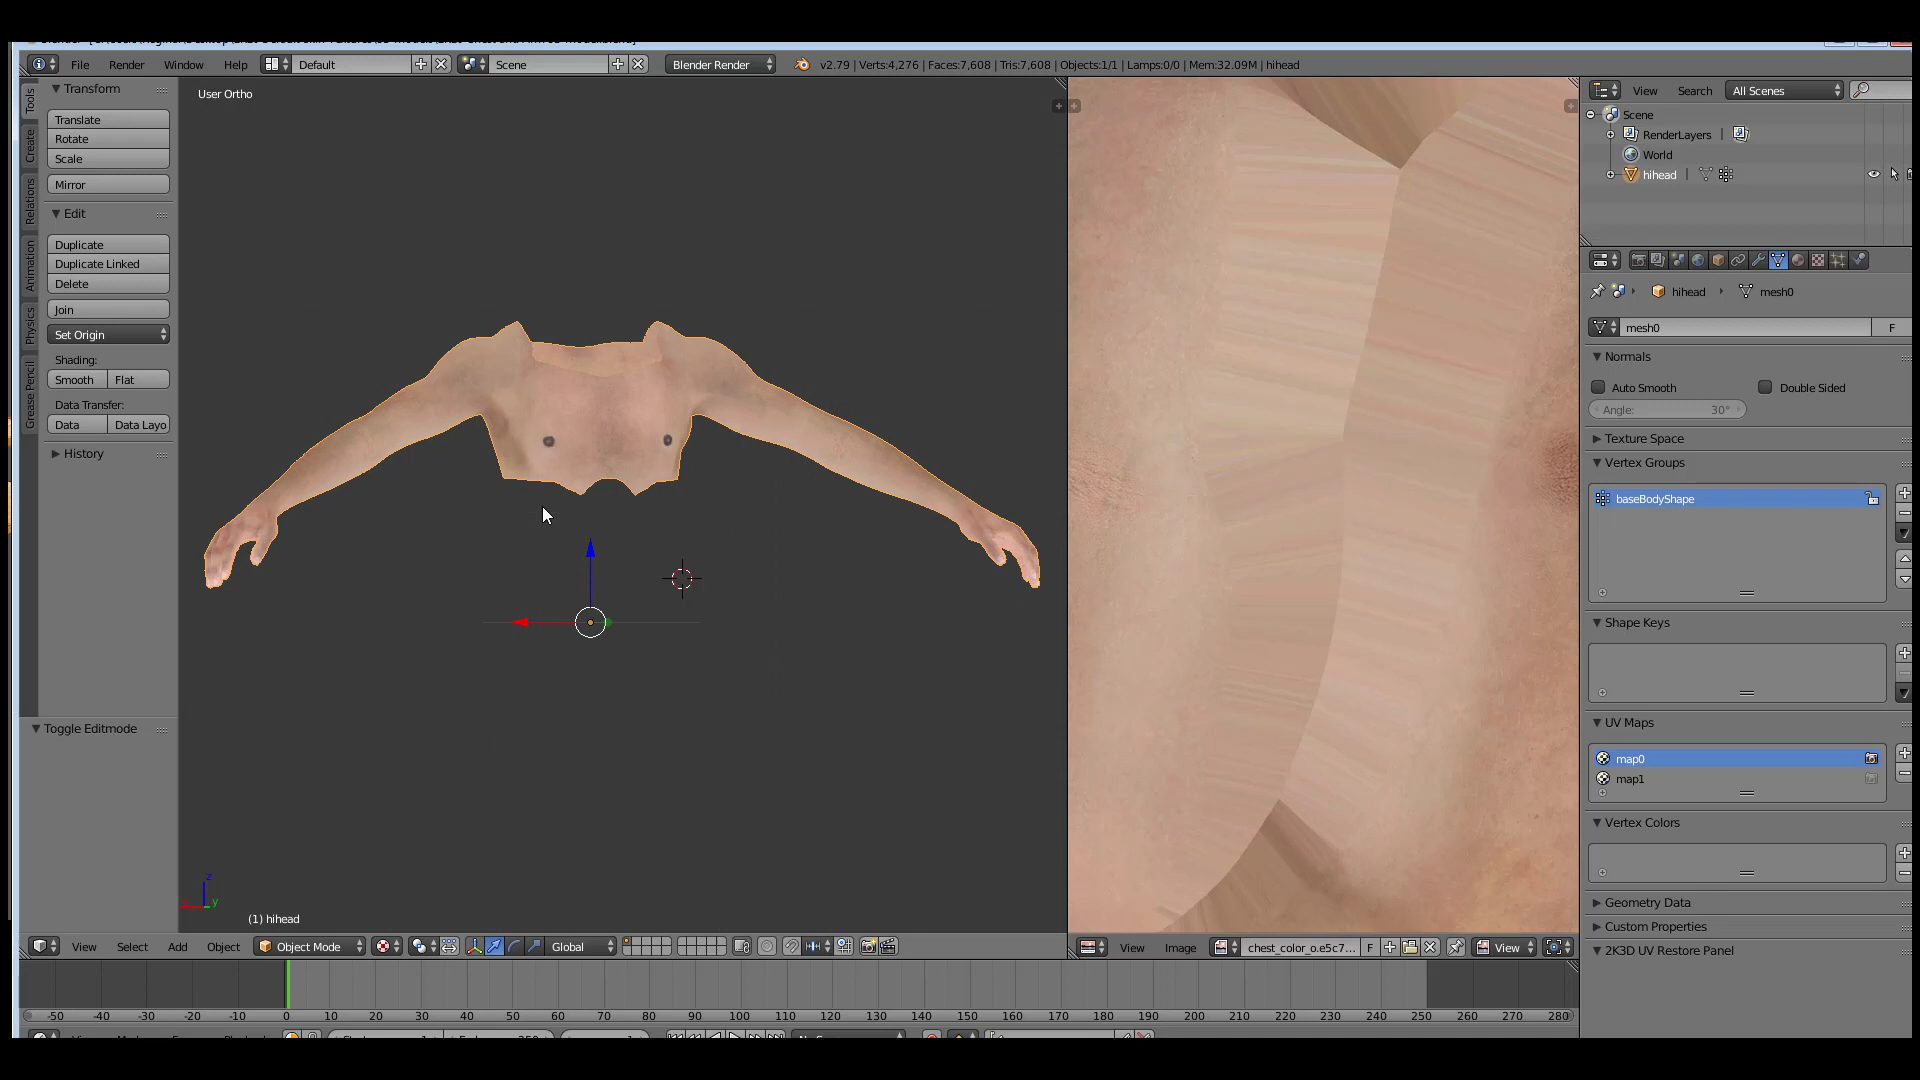 File Render Window Help Default Scene Blender Render v2.79 | Verts:4,276 | Faces:7,608 | Tris:7,608 | Objects:1/1 | Lamps:0/0 | Mem:32.09M | hihead
Tools
Create
Relations
Animation
Physics
Grease Pencil
Transform
Translate
Rotate
Scale
Mirror
Edit
Duplicate
Duplicate Linked
Delete
Join
Set Origin
Shading:
Smooth Flat
Data Transfer:
Data Data Layo
History
Toggle Editmode
User Ortho
z
y
(1) hihead
View Select Add Object Object Mode Global
View Image chest_color_o.e5c7... F View
-50 -40 -30 -20 -10 0 10 20 30 40 50 60 70 80 90 100 110 120 130 140 150 160 170 180 190 200 210 220 230 240 250 260 270 280
View Search All Scenes
Scene
RenderLayers
World
hihead
hihead mesh0
mesh0 F
Normals
Auto Smooth Double Sided
Angle: 30°
Texture Space
Vertex Groups
baseBodyShape
Shape Keys
UV Maps
map0
map1
Vertex Colors
Geometry Data
Custom Properties
2K3D UV Restore Panel